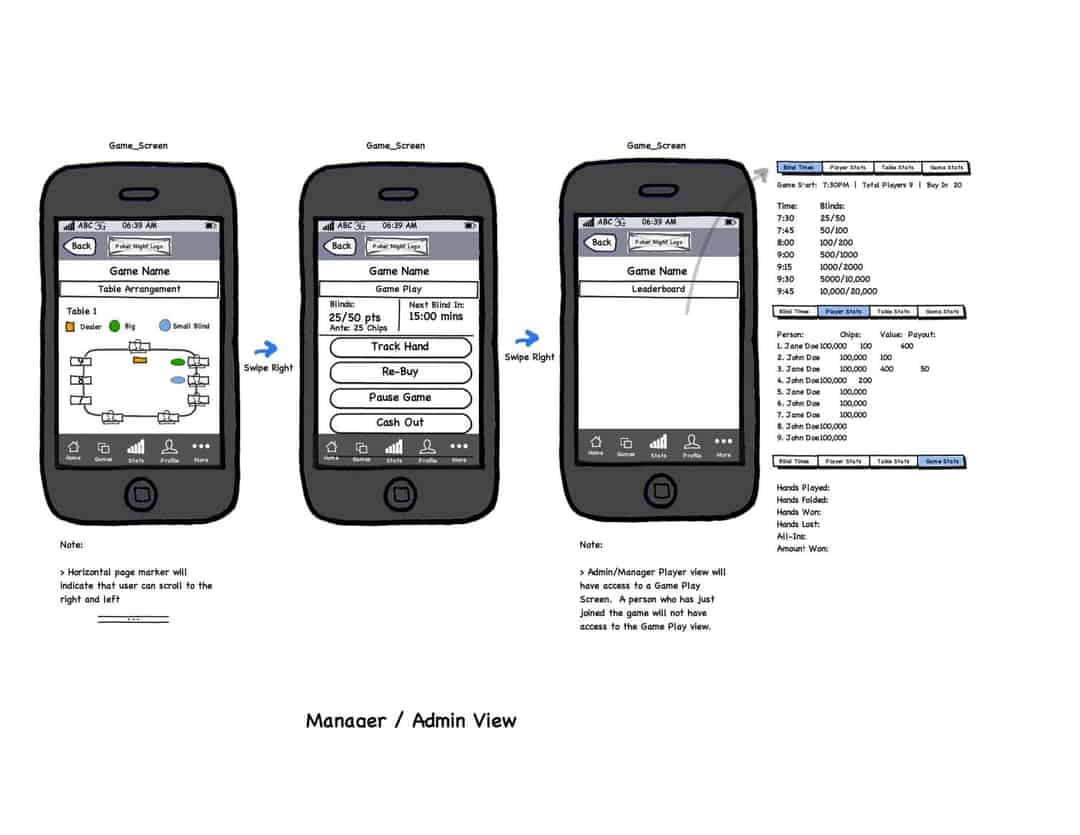 Game_Screen
ABC 3G 06:39 AM
Back
Poker Night Logo
Game Name
Table Arrangement
Table 1
Dealer Big Small Blind
9
8
7
Home Games Stats Profile More
Swipe Right
Note:
> Horizontal page marker will
indicate that user can scroll to the
right and left
Game_Screen
ABC 3G 06:39 AM
Back
Poker Night Logo
Game Name
Game Play
Blinds: Next Blind In:
25/50 pts 15:00 mins
Ante: 25 Chips
Track Hand
Re-Buy
Pause Game
Cash Out
Home Games Stats Profile More
Swipe Right
Game_Screen
ABC 3G 06:39 AM
Back
Poker Night Logo
Game Name
Leaderboard
Home Games Stats Profile More
Note:
> Admin/Manager Player view will
have access to a Game Play
Screen. A person who has just
joined the game will not have
access to the Game Play view.
Blind Times Player Stats Table Stats Game Stats
Game Start: 7:30PM | Total Players 9 | Buy In 20
Time: Blinds:
7:30 25/50
7:45 50/100
8:00 100/200
9:00 500/1000
9:15 1000/2000
9:30 5000/10,000
9:45 10,000/20,000
Blind Times Player Stats Table Stats Game Stats
Person: Chips: Value: Payout:
1. Jane Doe100,000 100 400
2. John Doe 100,000 100
3. Jane Doe 100,000 400 50
4. John Doe100,000 200
5. Jane Doe 100,000
6. John Doe 100,000
7. Jane Doe 100,000
8. John Doe100,000
9. John Doe100,000
Blind Times Player Stats Table Stats Game Stats
Hands Played:
Hands Folded:
Hands Won:
Hands Lost:
All-Ins:
Amount Won:
Manager / Admin View